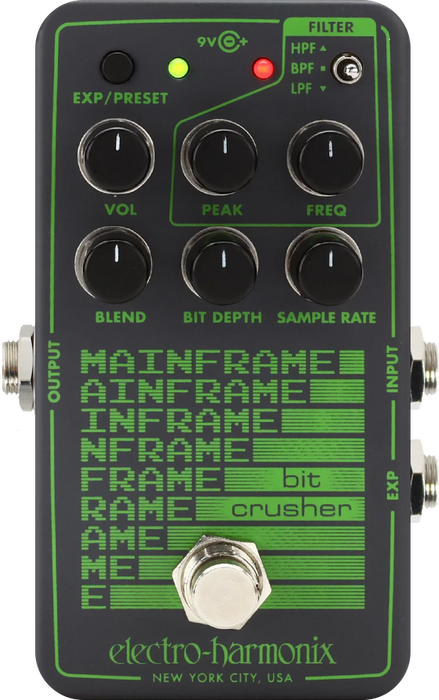 FILTER
9V
HPF ▲
BPF ■
LPF ▼
EXP/PRESET
VOL
PEAK
FREQ
BLEND
BIT DEPTH
SAMPLE RATE
OUTPUT
INPUT
EXP
MAINFRAME
AINFRAME
INFRAME
NFRAME
FRAME bit
RAME crusher
AME
ME
E
electro-harmonix
NEW YORK CITY, USA